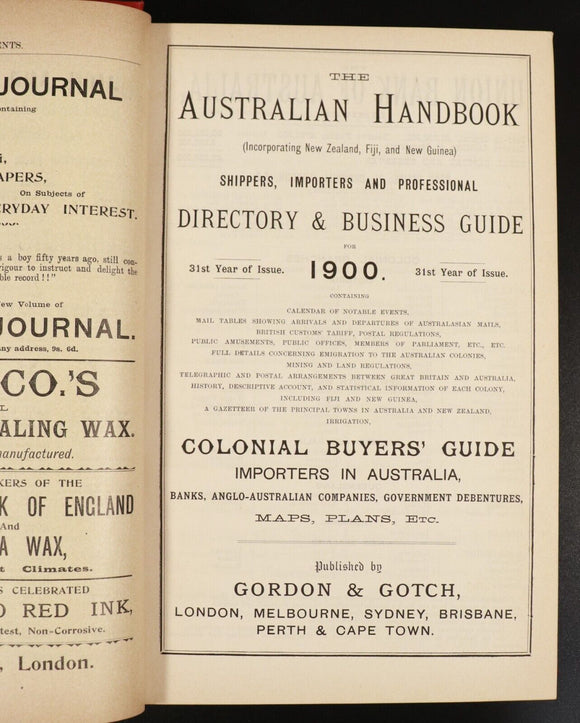 ENTS.
JOURNAL
ontaining
i,
APERS,
On Subjects of
ERYDAY INTEREST.
s a boy fifty years ago, still con-
vigour to instruct and delight the
ble record!!"
New Volume of
JOURNAL.
any address, 9s. 6d.
CO.'S
L
ALING WAX.
manufactured.
KERS OF THE
K OF ENGLAND
And
A WAX,
t Climates.
S CELEBRATED
D RED INK,
test, Non-Corrosive.
, London.
THE
AUSTRALIAN HANDBOOK
(Incorporating New Zealand, Fiji, and New Guinea)
SHIPPERS, IMPORTERS AND PROFESSIONAL
DIRECTORY & BUSINESS GUIDE
FOR
31st Year of Issue. 1900. 31st Year of Issue.
CONTAINING
CALENDAR OF NOTABLE EVENTS,
MAIL TABLES SHOWING ARRIVALS AND DEPARTURES OF AUSTRALASIAN MAILS,
BRITISH CUSTOMS TARIFF, POSTAL REGULATIONS,
PUBLIC AMUSEMENTS, PUBLIC OFFICES, MEMBERS OF PARLIAMENT, ETC., ETC.
FULL DETAILS CONCERNING EMIGRATION TO THE AUSTRALIAN COLONIES,
MINING AND LAND REGULATIONS,
TELEGRAPHIC AND POSTAL ARRANGEMENTS BETWEEN GREAT BRITAIN AND AUSTRALIA,
HISTORY, DESCRIPTIVE ACCOUNT, AND STATISTICAL INFORMATION OF EACH COLONY,
INCLUDING FIJI AND NEW GUINEA,
A GAZETTEER OF THE PRINCIPAL TOWNS IN AUSTRALIA AND NEW ZEALAND,
IRRIGATION,
COLONIAL BUYERS' GUIDE
IMPORTERS IN AUSTRALIA,
BANKS, ANGLO-AUSTRALIAN COMPANIES, GOVERNMENT DEBENTURES,
MAPS, PLANS, ETC.
Published by
GORDON & GOTCH,
LONDON, MELBOURNE, SYDNEY, BRISBANE,
PERTH & CAPE TOWN.